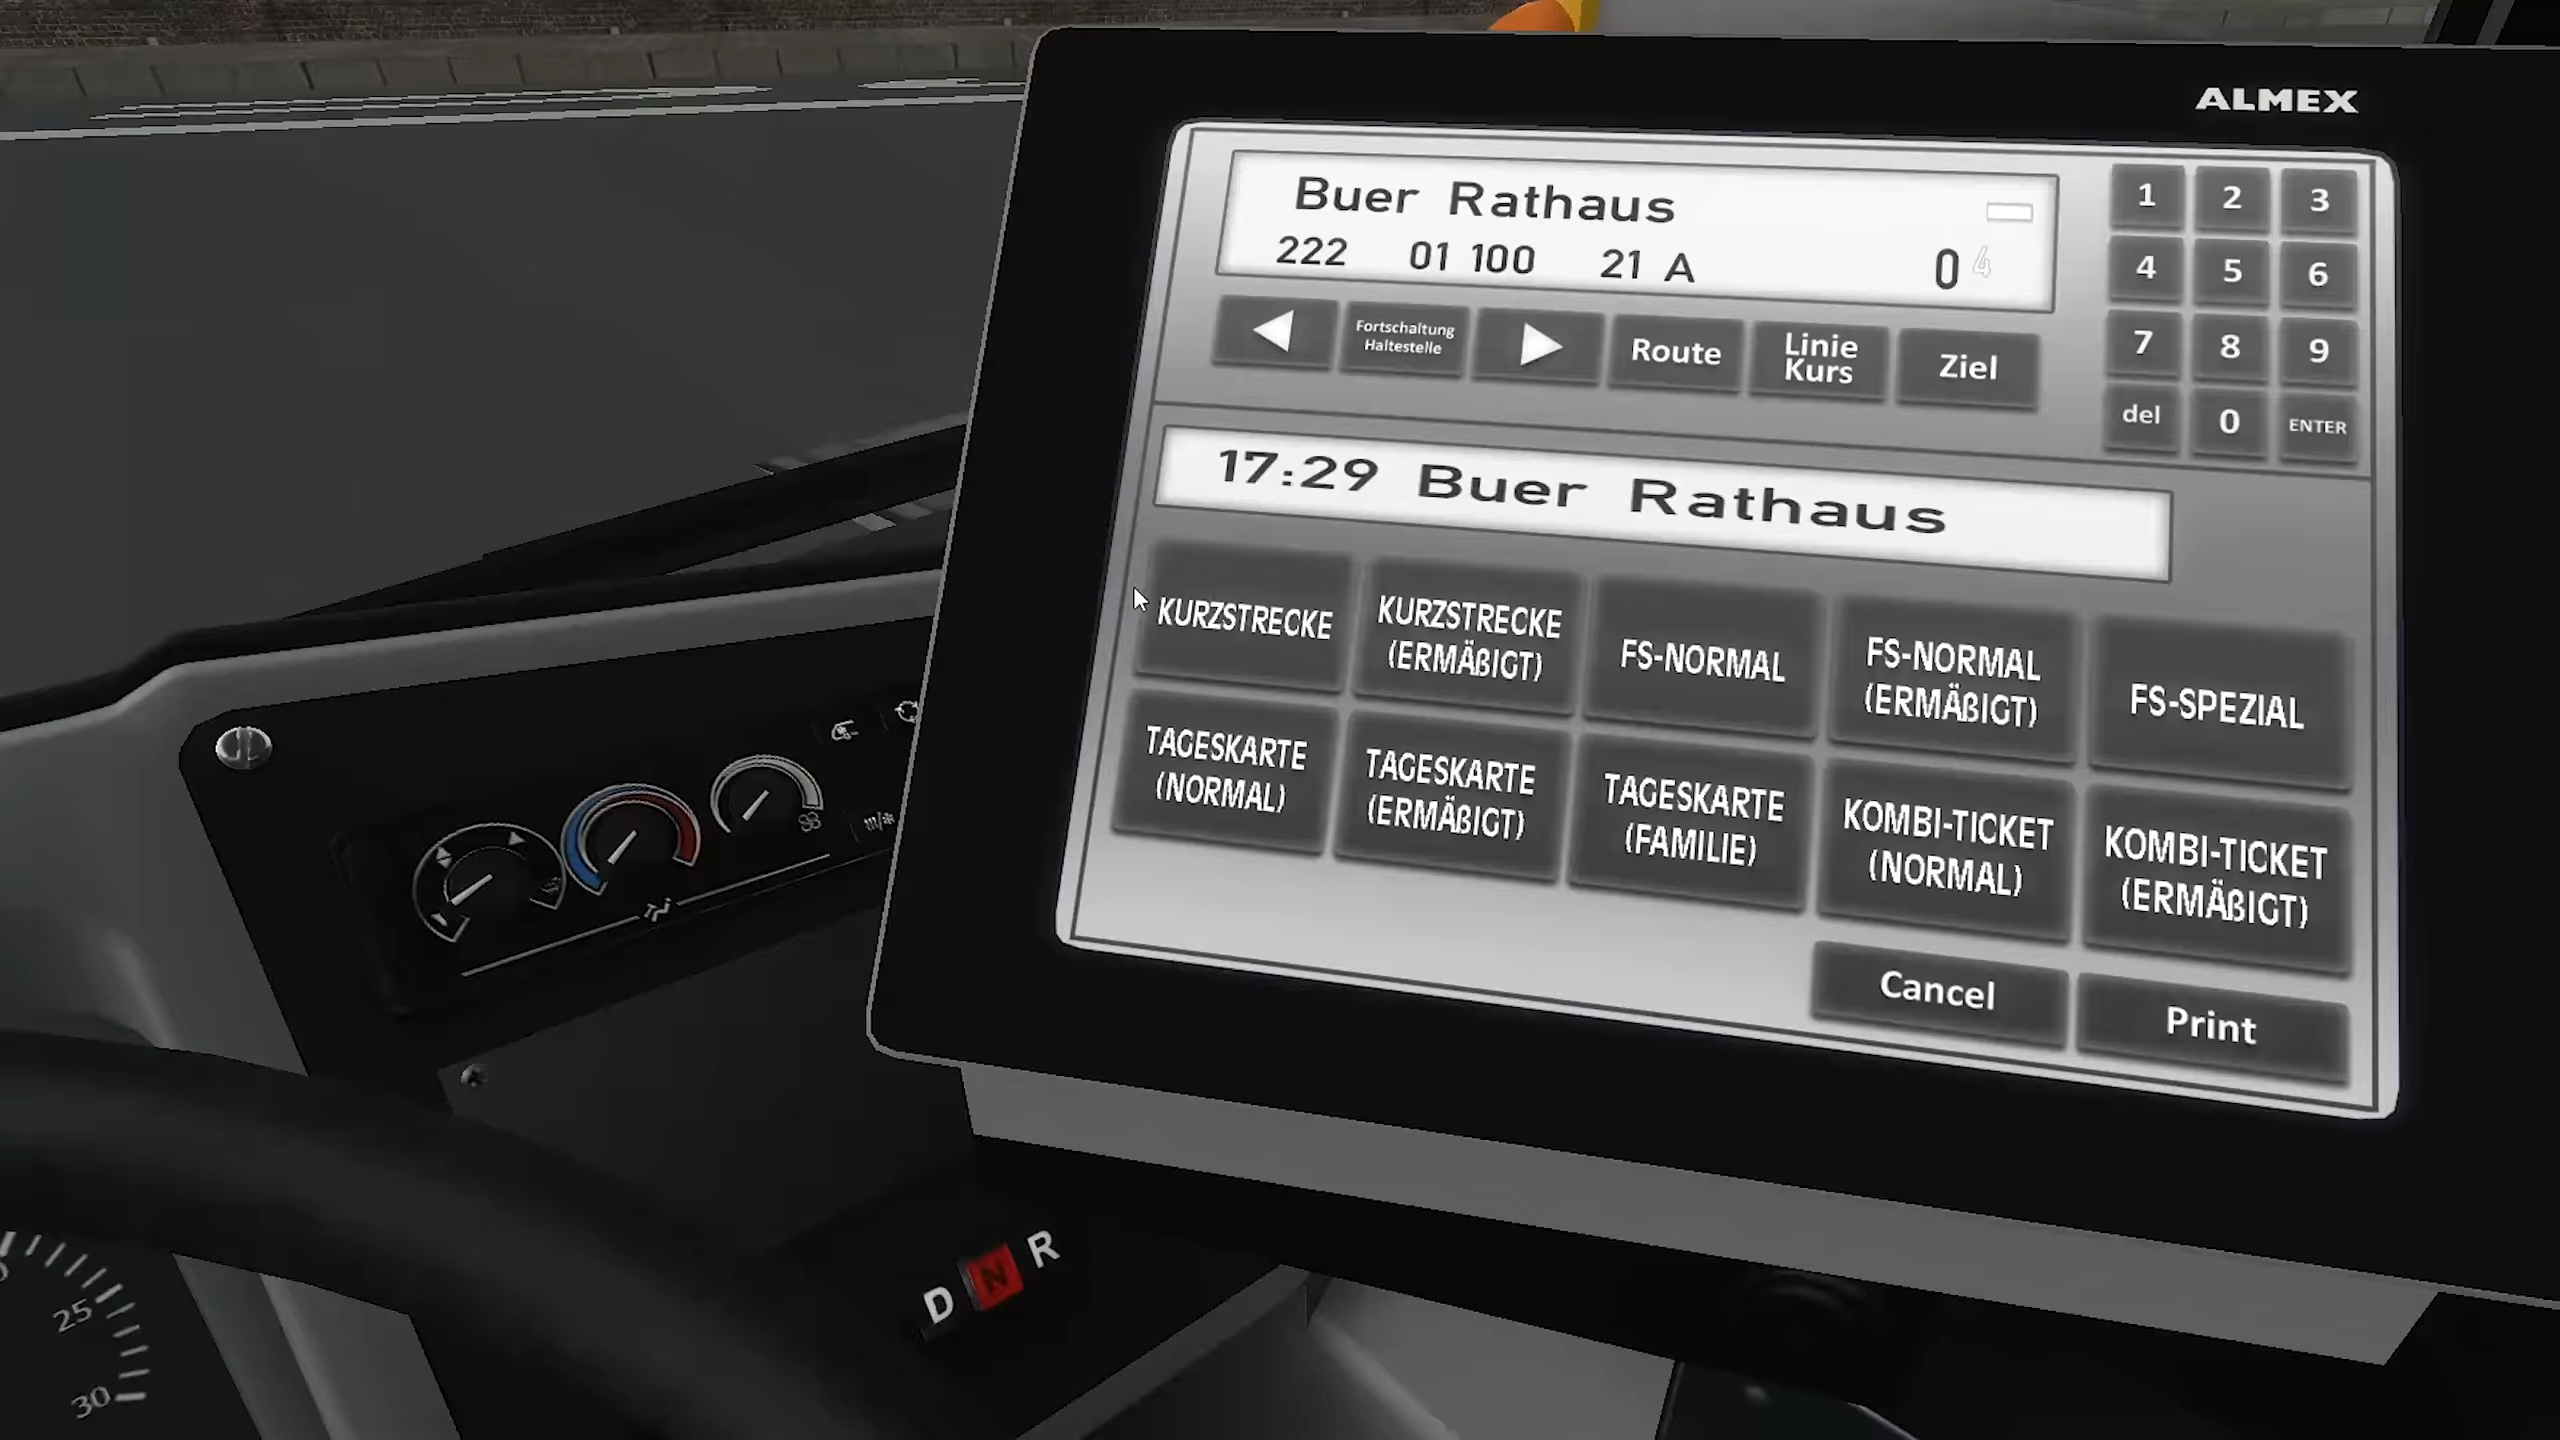 ALMEX
Buer Rathaus
222 01 100 21 A 0 4
Fortschaltung
Haltestelle
Route
Linie
Kurs
Ziel
1 2 3
4 5 6
7 8 9
del 0 ENTER
17:29 Buer Rathaus
KURZSTRECKE
KURZSTRECKE
(ERMÄßIGT)
FS-NORMAL
FS-NORMAL
(ERMÄßIGT)
FS-SPEZIAL
TAGESKARTE
(NORMAL)
TAGESKARTE
(ERMÄßIGT)
TAGESKARTE
(FAMILIE)
KOMBI-TICKET
(NORMAL)
KOMBI-TICKET
(ERMÄßIGT)
Cancel
Print
D N R
25
30